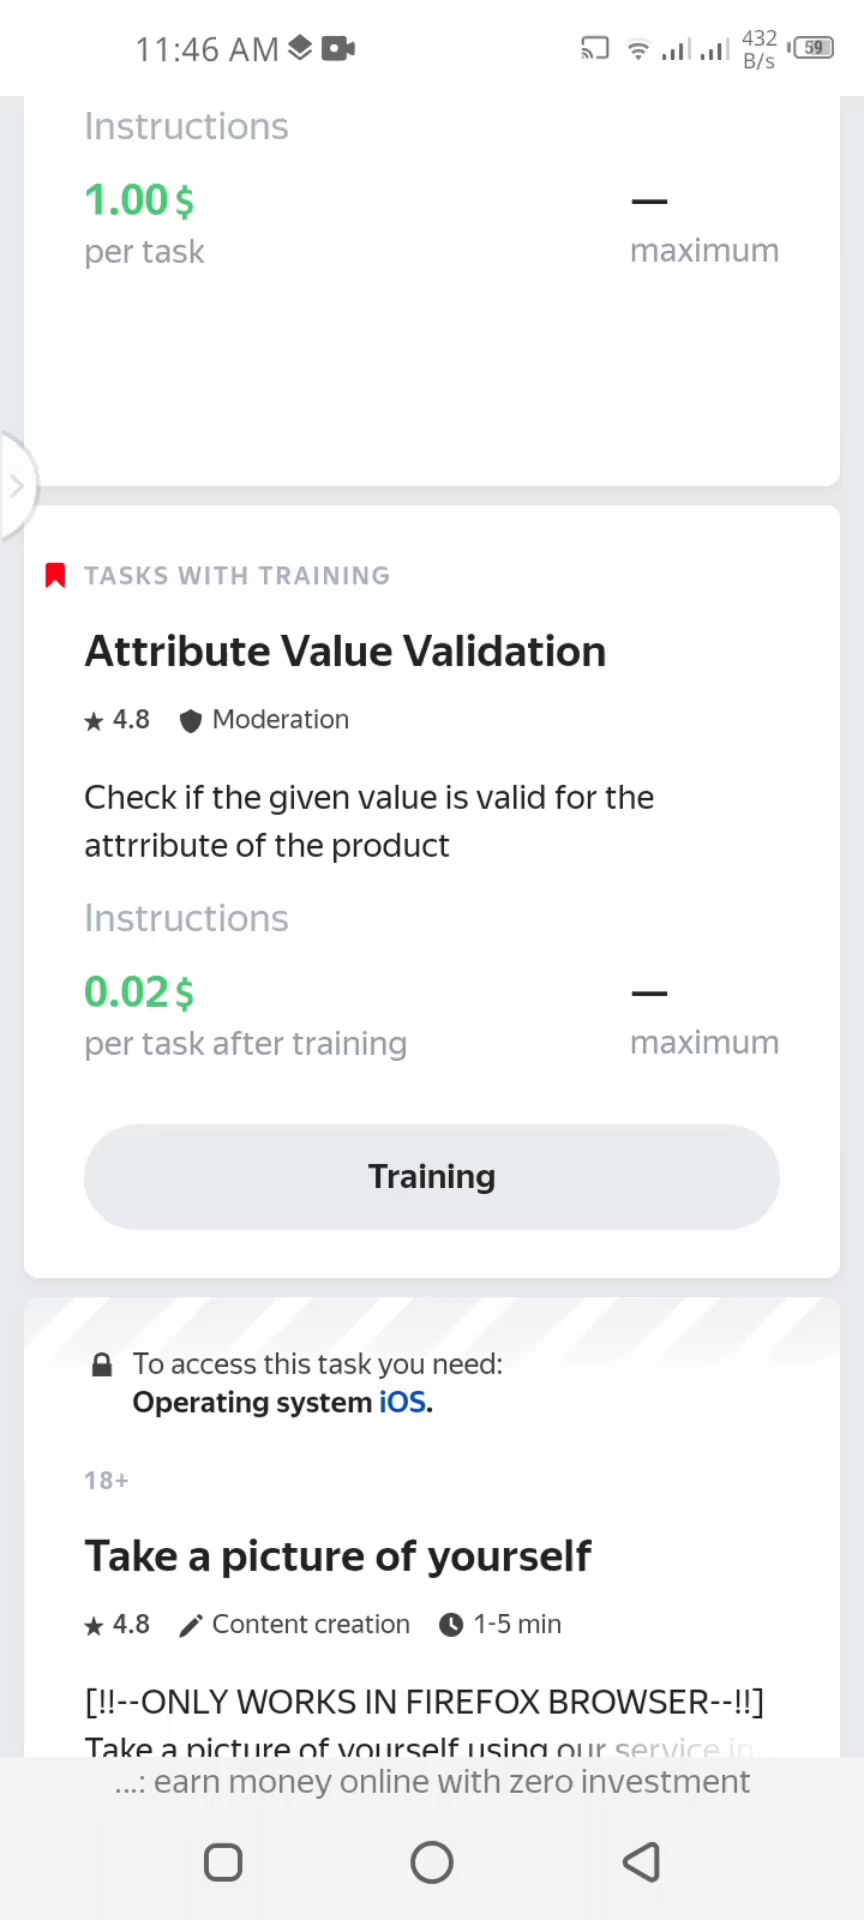 11:46 AM
432
B/s
59
Instructions
1.00 $
—
per task
maximum
TASKS WITH TRAINING
Attribute Value Validation
4.8 Moderation
Check if the given value is valid for the
attrribute of the product
Instructions
0.02 $
—
per task after training
maximum
Training
To access this task you need:
Operating system iOS.
18+
Take a picture of yourself
4.8 Content creation 1-5 min
[!!--ONLY WORKS IN FIREFOX BROWSER--!!]
Take a picture of yourself using our service in
...: earn money online with zero investment